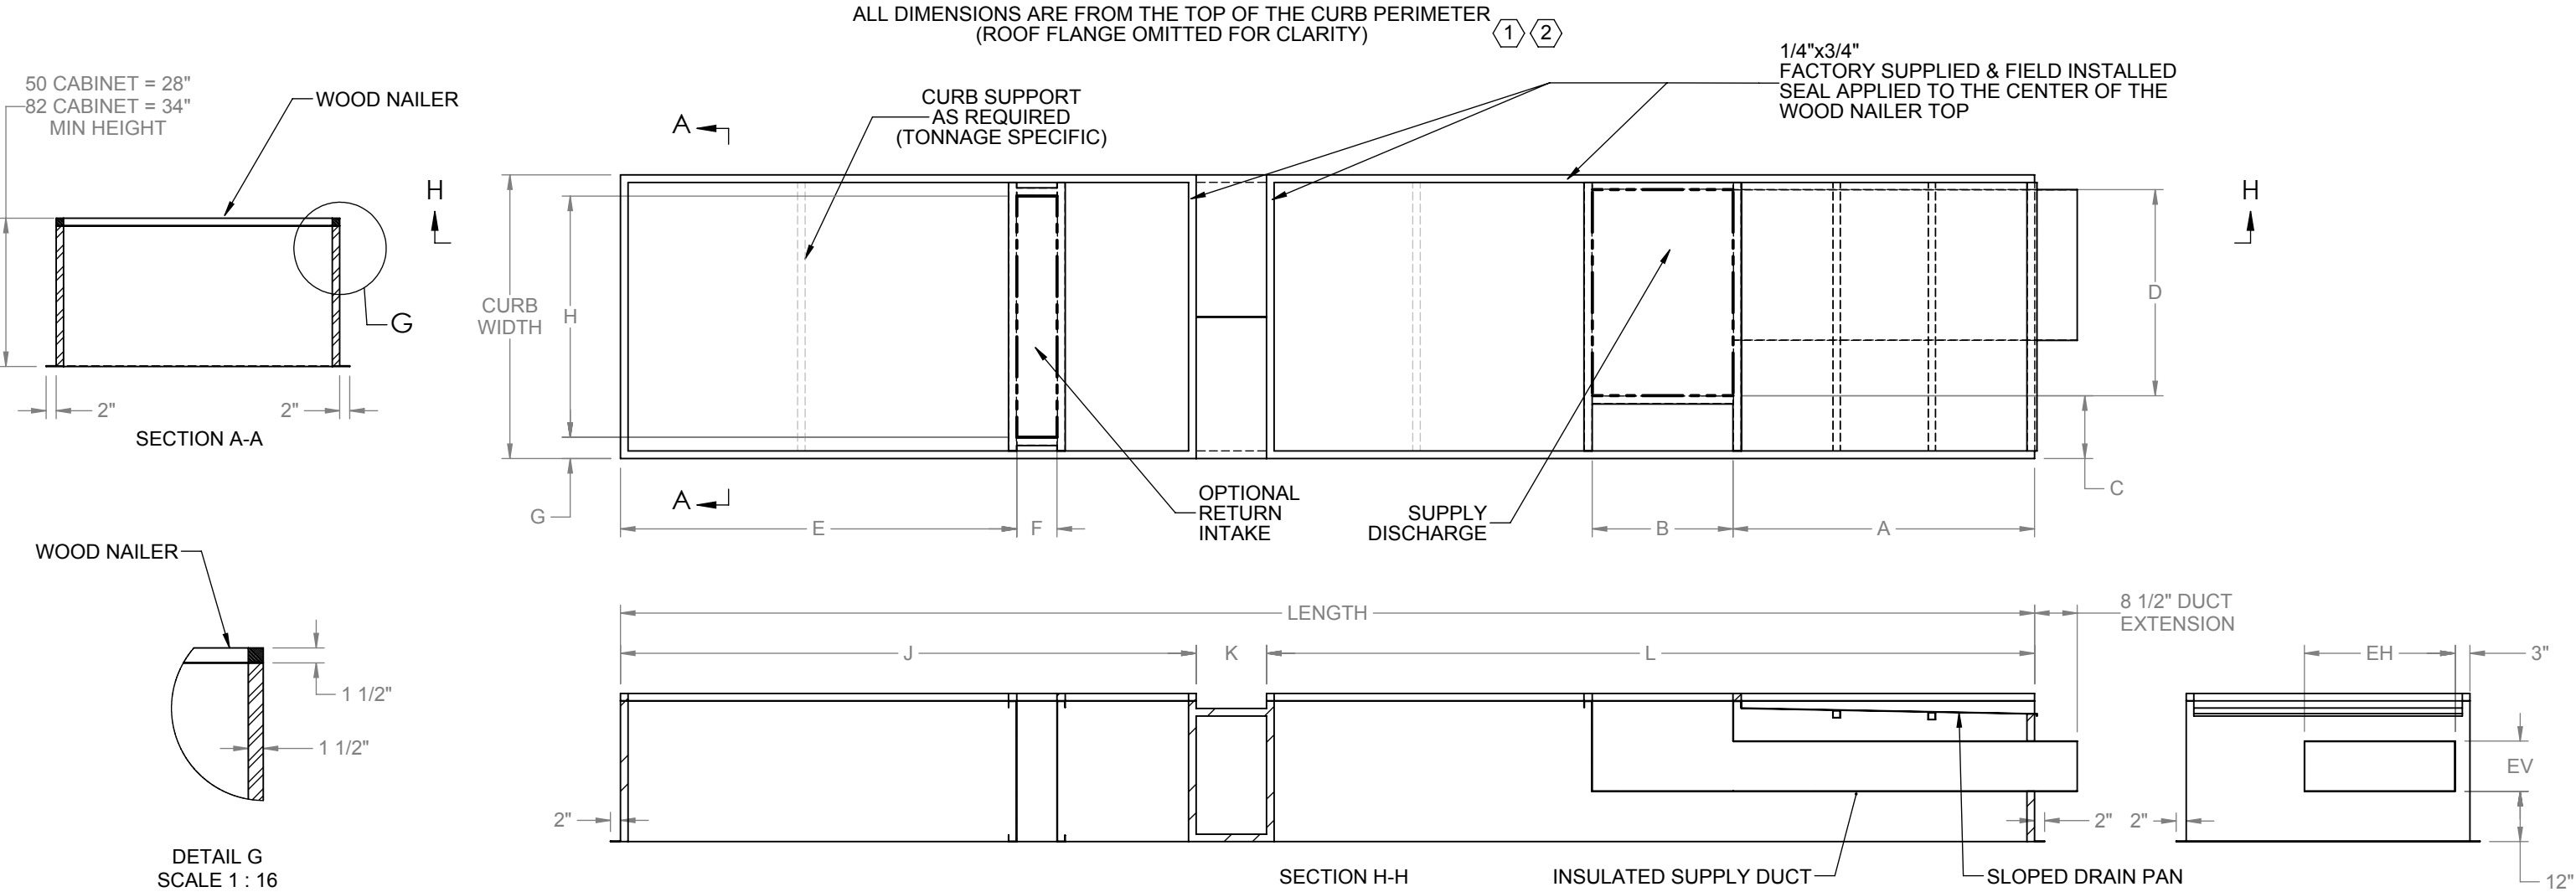 ALL DIMENSIONS ARE FROM THE TOP OF THE CURB PERIMETER
(ROOF FLANGE OMITTED FOR CLARITY)
1 2
50 CABINET = 28"
82 CABINET = 34"
MIN HEIGHT
WOOD NAILER
G
2"
2"
SECTION A-A
H
A
CURB SUPPORT
AS REQUIRED
(TONNAGE SPECIFIC)
1/4"x3/4"
FACTORY SUPPLIED & FIELD INSTALLED
SEAL APPLIED TO THE CENTER OF THE
WOOD NAILER TOP
H
CURB
WIDTH
H
D
C
G
A
E
F
OPTIONAL
RETURN
INTAKE
SUPPLY
DISCHARGE
B
A
WOOD NAILER
1 1/2"
1 1/2"
DETAIL G
SCALE 1 : 16
LENGTH
8 1/2" DUCT
EXTENSION
J
K
L
2"
2"
SECTION H-H
INSULATED SUPPLY DUCT
SLOPED DRAIN PAN
EH
3"
EV
2"
12"